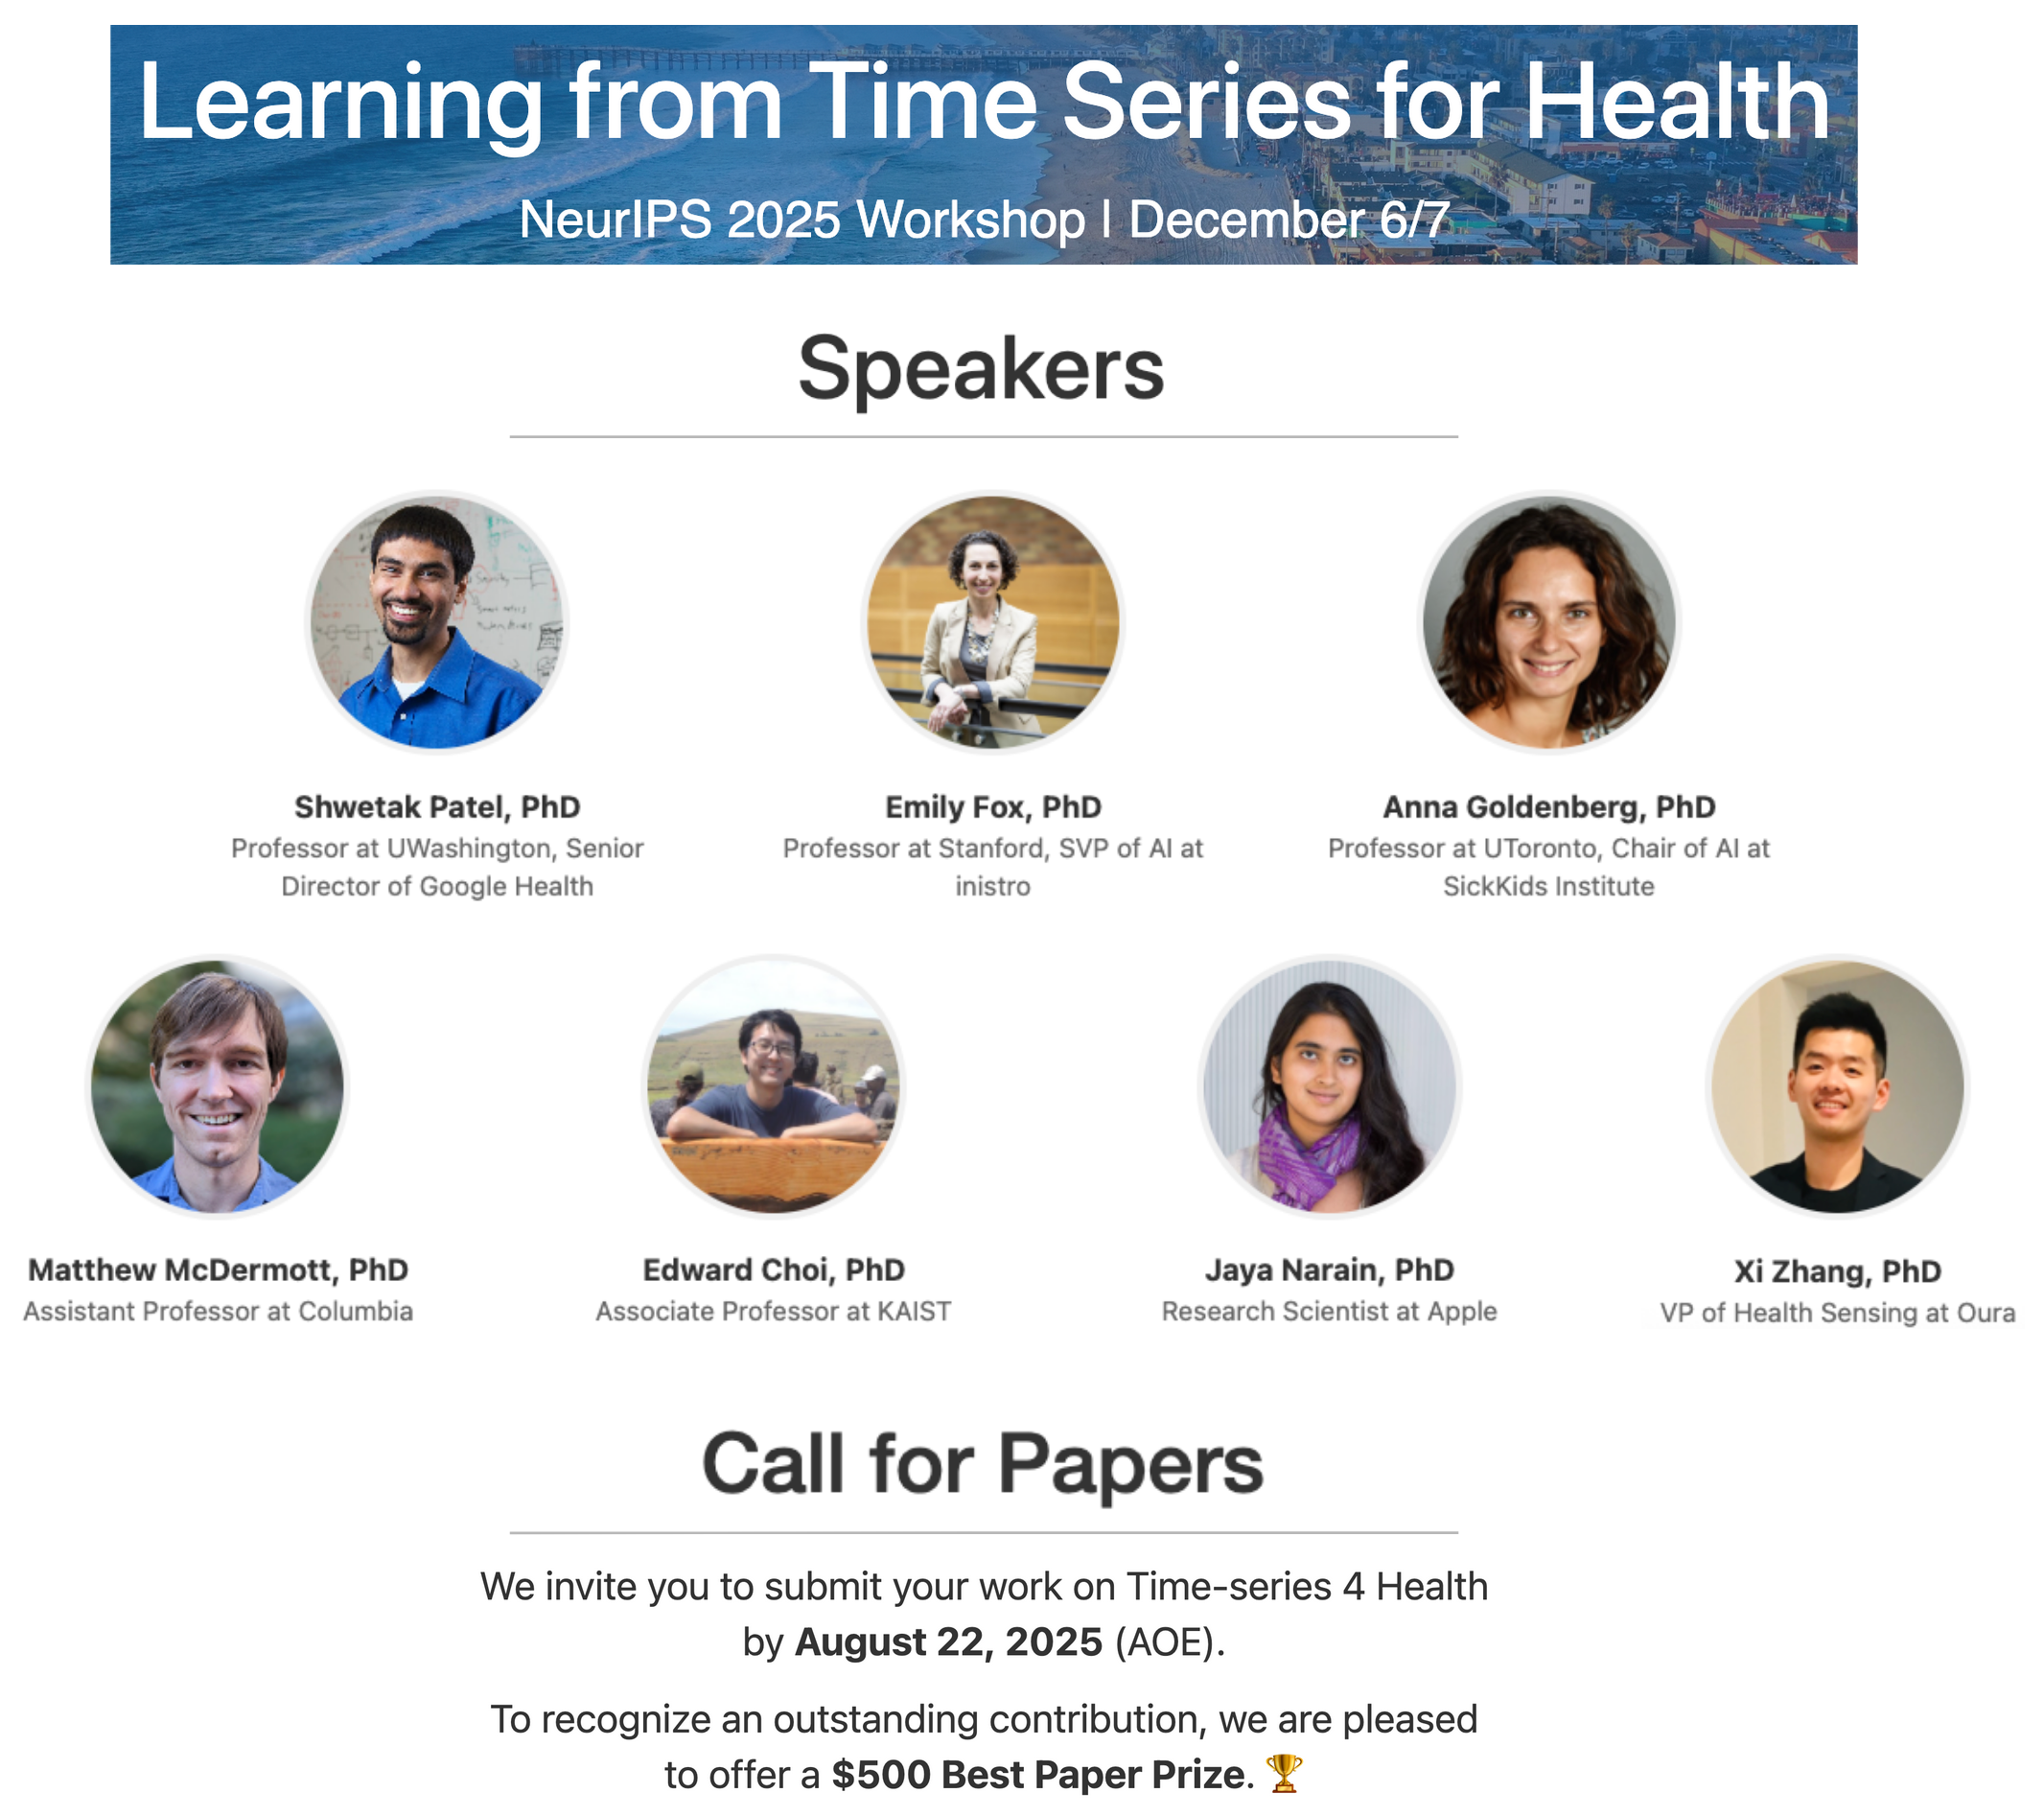 Learning from Time Series for Health
NeurIPS 2025 Workshop | December 6/7
Speakers
Shwetak Patel, PhD
Professor at UWashington, Senior
Director of Google Health
Emily Fox, PhD
Professor at Stanford, SVP of AI at
inistro
Anna Goldenberg, PhD
Professor at UToronto, Chair of AI at
SickKids Institute
Matthew McDermott, PhD
Assistant Professor at Columbia
Edward Choi, PhD
Associate Professor at KAIST
Jaya Narain, PhD
Research Scientist at Apple
Xi Zhang, PhD
VP of Health Sensing at Oura
Call for Papers
We invite you to submit your work on Time-series 4 Health
by August 22, 2025 (AOE).
To recognize an outstanding contribution, we are pleased
to offer a $500 Best Paper Prize. 🏆